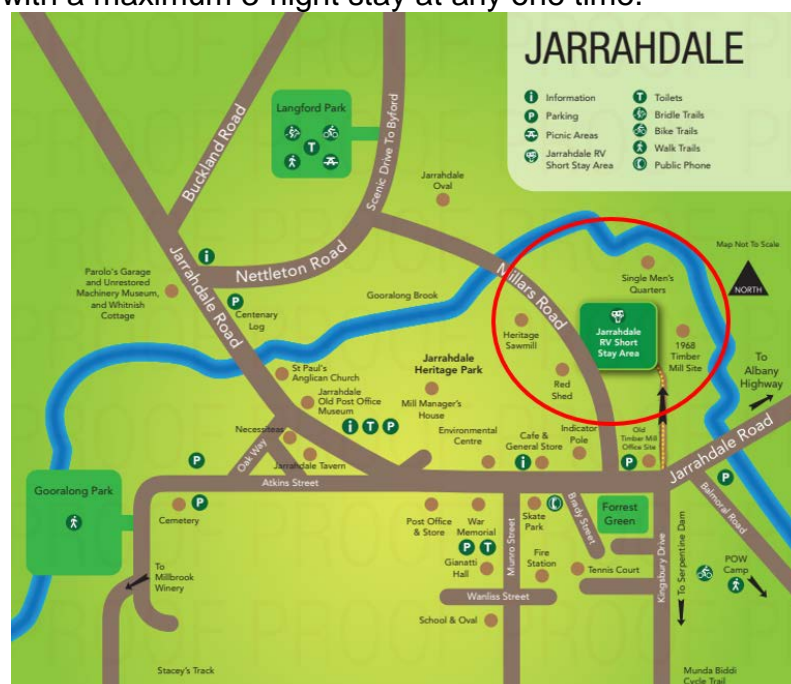 with a maximum 3-night stay at any one time.
JARRAHDALE
i Information
P Parking
Picnic Areas
Jarrahdale RV
Short Stay Area
T Toilets
Bridle Trails
Bike Trails
Walk Trails
Public Phone
Langford Park
T
Buckland Road
Scenic Drive To Byford
Jarrahdale
Oval
Map Not To Scale
NORTH
Parolo's Garage
and Unrestored
Machinery Museum,
and Whitnish
Cottage
Jarrahdale Road
i
Nettleton Road
P
Centenary
Log
Gooralong Brook
Millars Road
Single Men's
Quarters
Heritage
Sawmill
Jarrahdale
RV Short
Stay Area
1968
Timber
Mill Site
To
Albany
Highway
St Paul's
Anglican Church
Jarrahdale
Heritage Park
Red
Shed
Jarrahdale
Old Post Office
Museum
i T P
Mill Manager's
House
Necessiteas
Oak Way
Jarrahdale Tavern
Environmental
Centre
Cafe &
General Store
i
Indicator
Pole
Old
Timber Mill
Office Site
P
Jarrahdale Road
P
Balmoral Road
P
Atkins Street
Gooralong Park
Cemetery
P
Post Office
& Store
War
Memorial
P T
Gianatti
Hall
Munro Street
Skate
Park
Brady Street
Forrest
Green
Fire
Station
Tennis Court
Kingsbury Drive
To Serpentine Dam
POW
Camp
To
Millbrook
Winery
Wanliss Street
School & Oval
Stacey's Track
Munda Biddi
Cycle Trail
PROOF PROOF PROOF